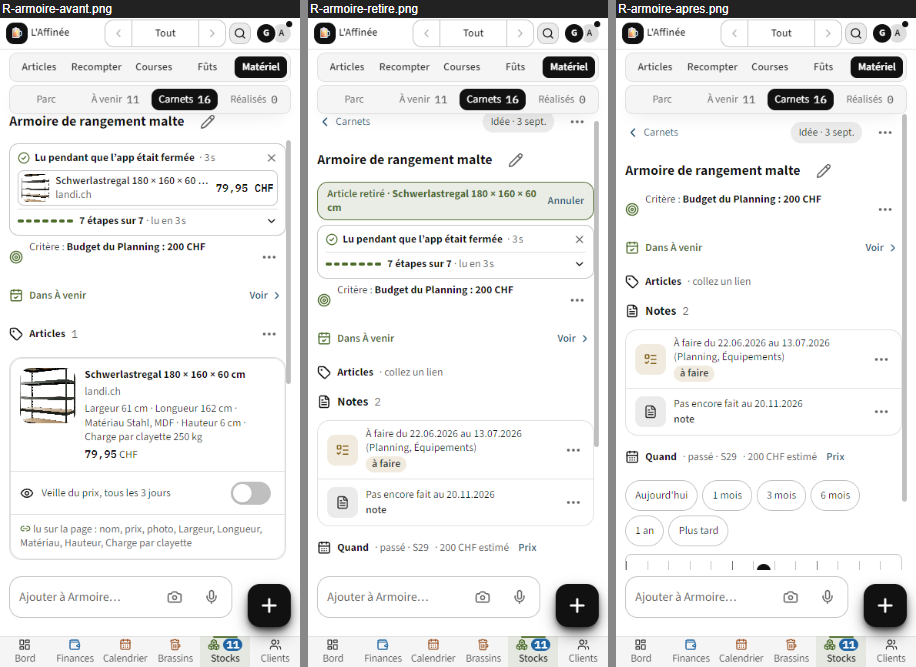 R-armoire-avant.png
L'Affinée
Tout
G
A
Articles
Recompter
Courses
Fûts
Matériel
Parc
À venir 11
Carnets 16
Réalisés 0
Armoire de rangement malte
Lu pendant que l'app était fermée · 3s
Schwerlastregal 180 × 160 × 60 ...
79,95 CHF
landi.ch
7 étapes sur 7 · lu en 3s
Critère : Budget du Planning : 200 CHF
Dans À venir
Voir
Articles 1
Schwerlastregal 180 × 160 × 60 cm
landi.ch
Largeur 61 cm · Longueur 162 cm ·
Matériau Stahl, MDF · Hauteur 6 cm ·
Charge par clayette 250 kg
79,95 CHF
Veille du prix, tous les 3 jours
lu sur la page : nom, prix, photo, Largeur, Longueur,
Matériau, Hauteur, Charge par clayette
Ajouter à Armoire…
Bord
Finances
Calendrier
Brassins
11
Stocks
Clients
R-armoire-retire.png
L'Affinée
Tout
G
A
Articles
Recompter
Courses
Fûts
Matériel
Parc
À venir 11
Carnets 16
Réalisés 0
Carnets
Idée · 3 sept.
Armoire de rangement malte
Article retiré · Schwerlastregal 180 × 160 × 60
cm
Annuler
Lu pendant que l'app était fermée · 3s
7 étapes sur 7 · lu en 3s
Critère : Budget du Planning : 200 CHF
Dans À venir
Voir
Articles · collez un lien
Notes 2
À faire du 22.06.2026 au 13.07.2026
(Planning, Équipements)
à faire
Pas encore fait au 20.11.2026
note
Quand · passé · S29 · 200 CHF estimé Prix
Ajouter à Armoire…
Bord
Finances
Calendrier
Brassins
11
Stocks
Clients
R-armoire-apres.png
L'Affinée
Tout
G
A
Articles
Recompter
Courses
Fûts
Matériel
Parc
À venir 11
Carnets 16
Réalisés 0
Carnets
Idée · 3 sept.
Armoire de rangement malte
Critère : Budget du Planning : 200 CHF
Dans À venir
Voir
Articles · collez un lien
Notes 2
À faire du 22.06.2026 au 13.07.2026
(Planning, Équipements)
à faire
Pas encore fait au 20.11.2026
note
Quand · passé · S29 · 200 CHF estimé Prix
Aujourd'hui
1 mois
3 mois
6 mois
1 an
Plus tard
Ajouter à Armoire…
Bord
Finances
Calendrier
Brassins
11
Stocks
Clients